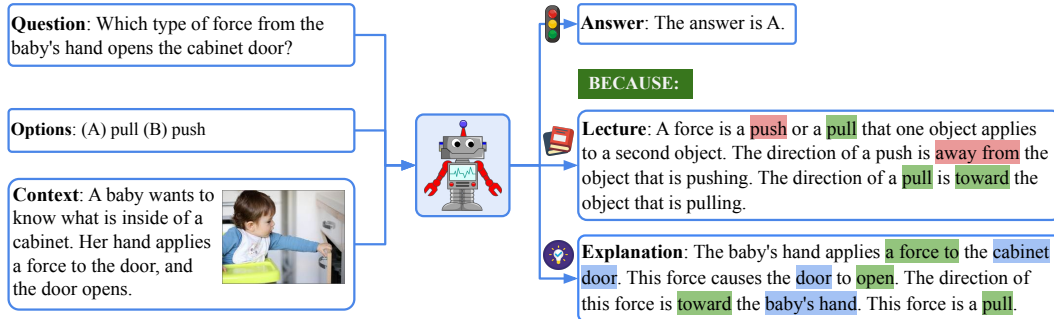 Question: Which type of force from the
baby's hand opens the cabinet door?
Options: (A) pull (B) push
Context: A baby wants to
know what is inside of a
cabinet. Her hand applies
a force to the door, and
the door opens.
Answer: The answer is A.
BECAUSE:
Lecture: A force is a push or a pull that one object applies
to a second object. The direction of a push is away from the
object that is pushing. The direction of a pull is toward the
object that is pulling.
Explanation: The baby's hand applies a force to the cabinet
door. This force causes the door to open. The direction of
this force is toward the baby's hand. This force is a pull.